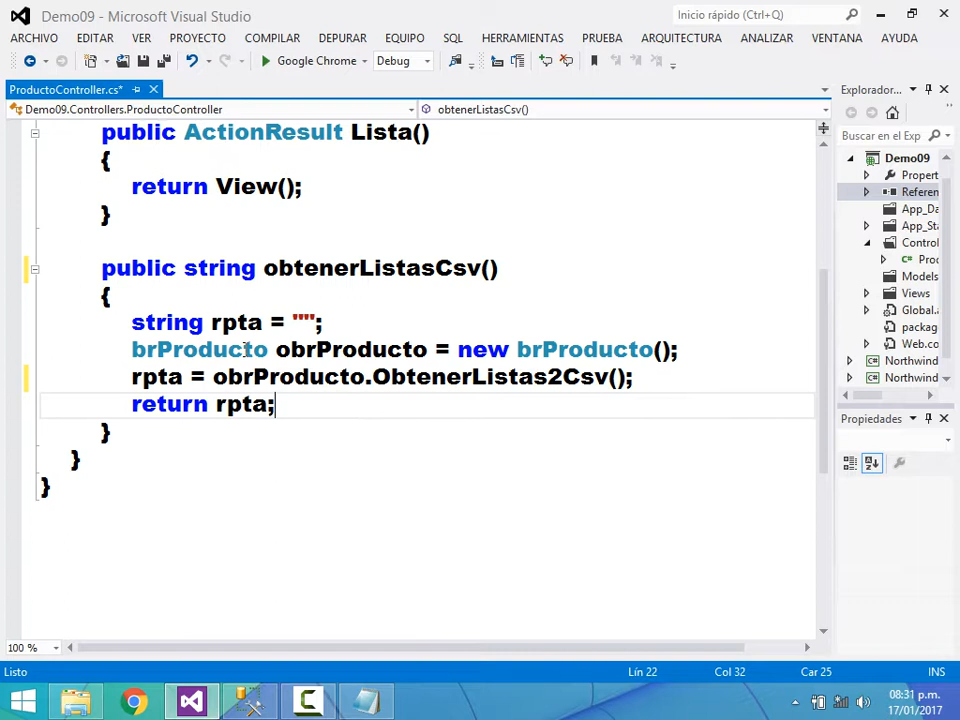 Demo09 - Microsoft Visual Studio
Inicio rápido (Ctrl+Q)
ARCHIVO EDITAR VER PROYECTO COMPILAR DEPURAR EQUIPO SQL HERRAMIENTAS PRUEBA ARQUITECTURA ANALIZAR VENTANA AYUDA
Google Chrome Debug
ProductoController.cs*
Explorador...
Demo09.Controllers.ProductoController
obtenerListasCsv()
Buscar en el Exp
public ActionResult Lista()
{
return View();
}
public string obtenerListasCsv()
{
string rpta = "";
brProducto obrProducto = new brProducto();
rpta = obrProducto.ObtenerListas2Csv();
return rpta;
}
}
}
Demo09
Propert
Referen
App_Da
App_Sta
Control
Pro
Models
Views
Global.a
packag
Web.co
Northwind
Northwind
Propiedades
100 %
Listo
Lín 22
Col 32
Car 25
INS
08:31 p.m.
17/01/2017